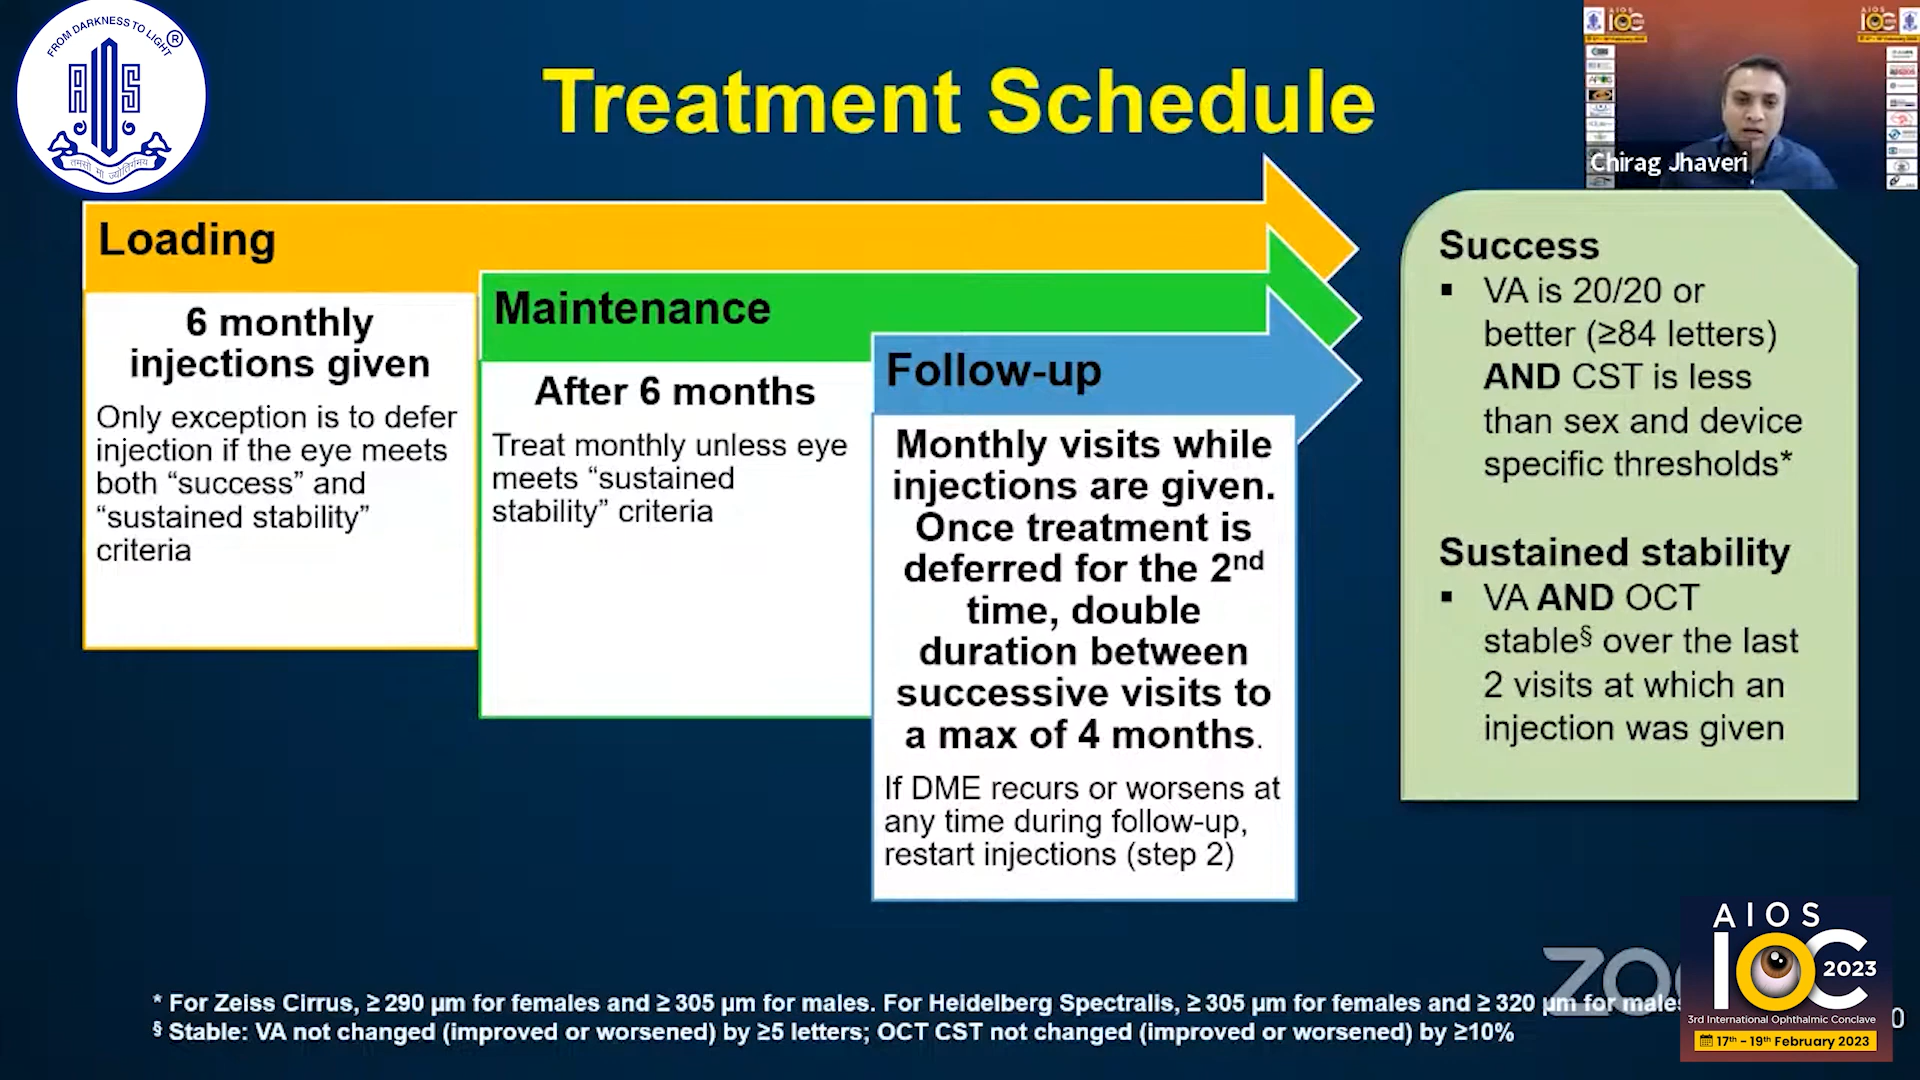 FROM DARKNESS TO LIGHT
®
AIOS
तमसो मा ज्योतिर्गमय
Treatment Schedule
AIOS
IOC
Chirag Jhaveri
Loading
6 monthly
injections given
Only exception is to defer
injection if the eye meets
both “success” and
“sustained stability”
criteria
Maintenance
After 6 months
Treat monthly unless eye
meets “sustained
stability” criteria
Follow-up
Monthly visits while
injections are given.
Once treatment is
deferred for the 2nd
time, double
duration between
successive visits to
a max of 4 months.
If DME recurs or worsens at
any time during follow-up,
restart injections (step 2)
Success
▪ VA is 20/20 or
better (≥84 letters)
AND CST is less
than sex and device
specific thresholds*
Sustained stability
▪ VA AND OCT
stable§ over the last
2 visits at which an
injection was given
* For Zeiss Cirrus, ≥ 290 µm for females and ≥ 305 µm for males. For Heidelberg Spectralis, ≥ 305 µm for females and ≥ 320 µm for males
§ Stable: VA not changed (improved or worsened) by ≥5 letters; OCT CST not changed (improved or worsened) by ≥10%
AIOS
IOC 2023
3rd International Ophthalmic Conclave
17th - 19th February 2023